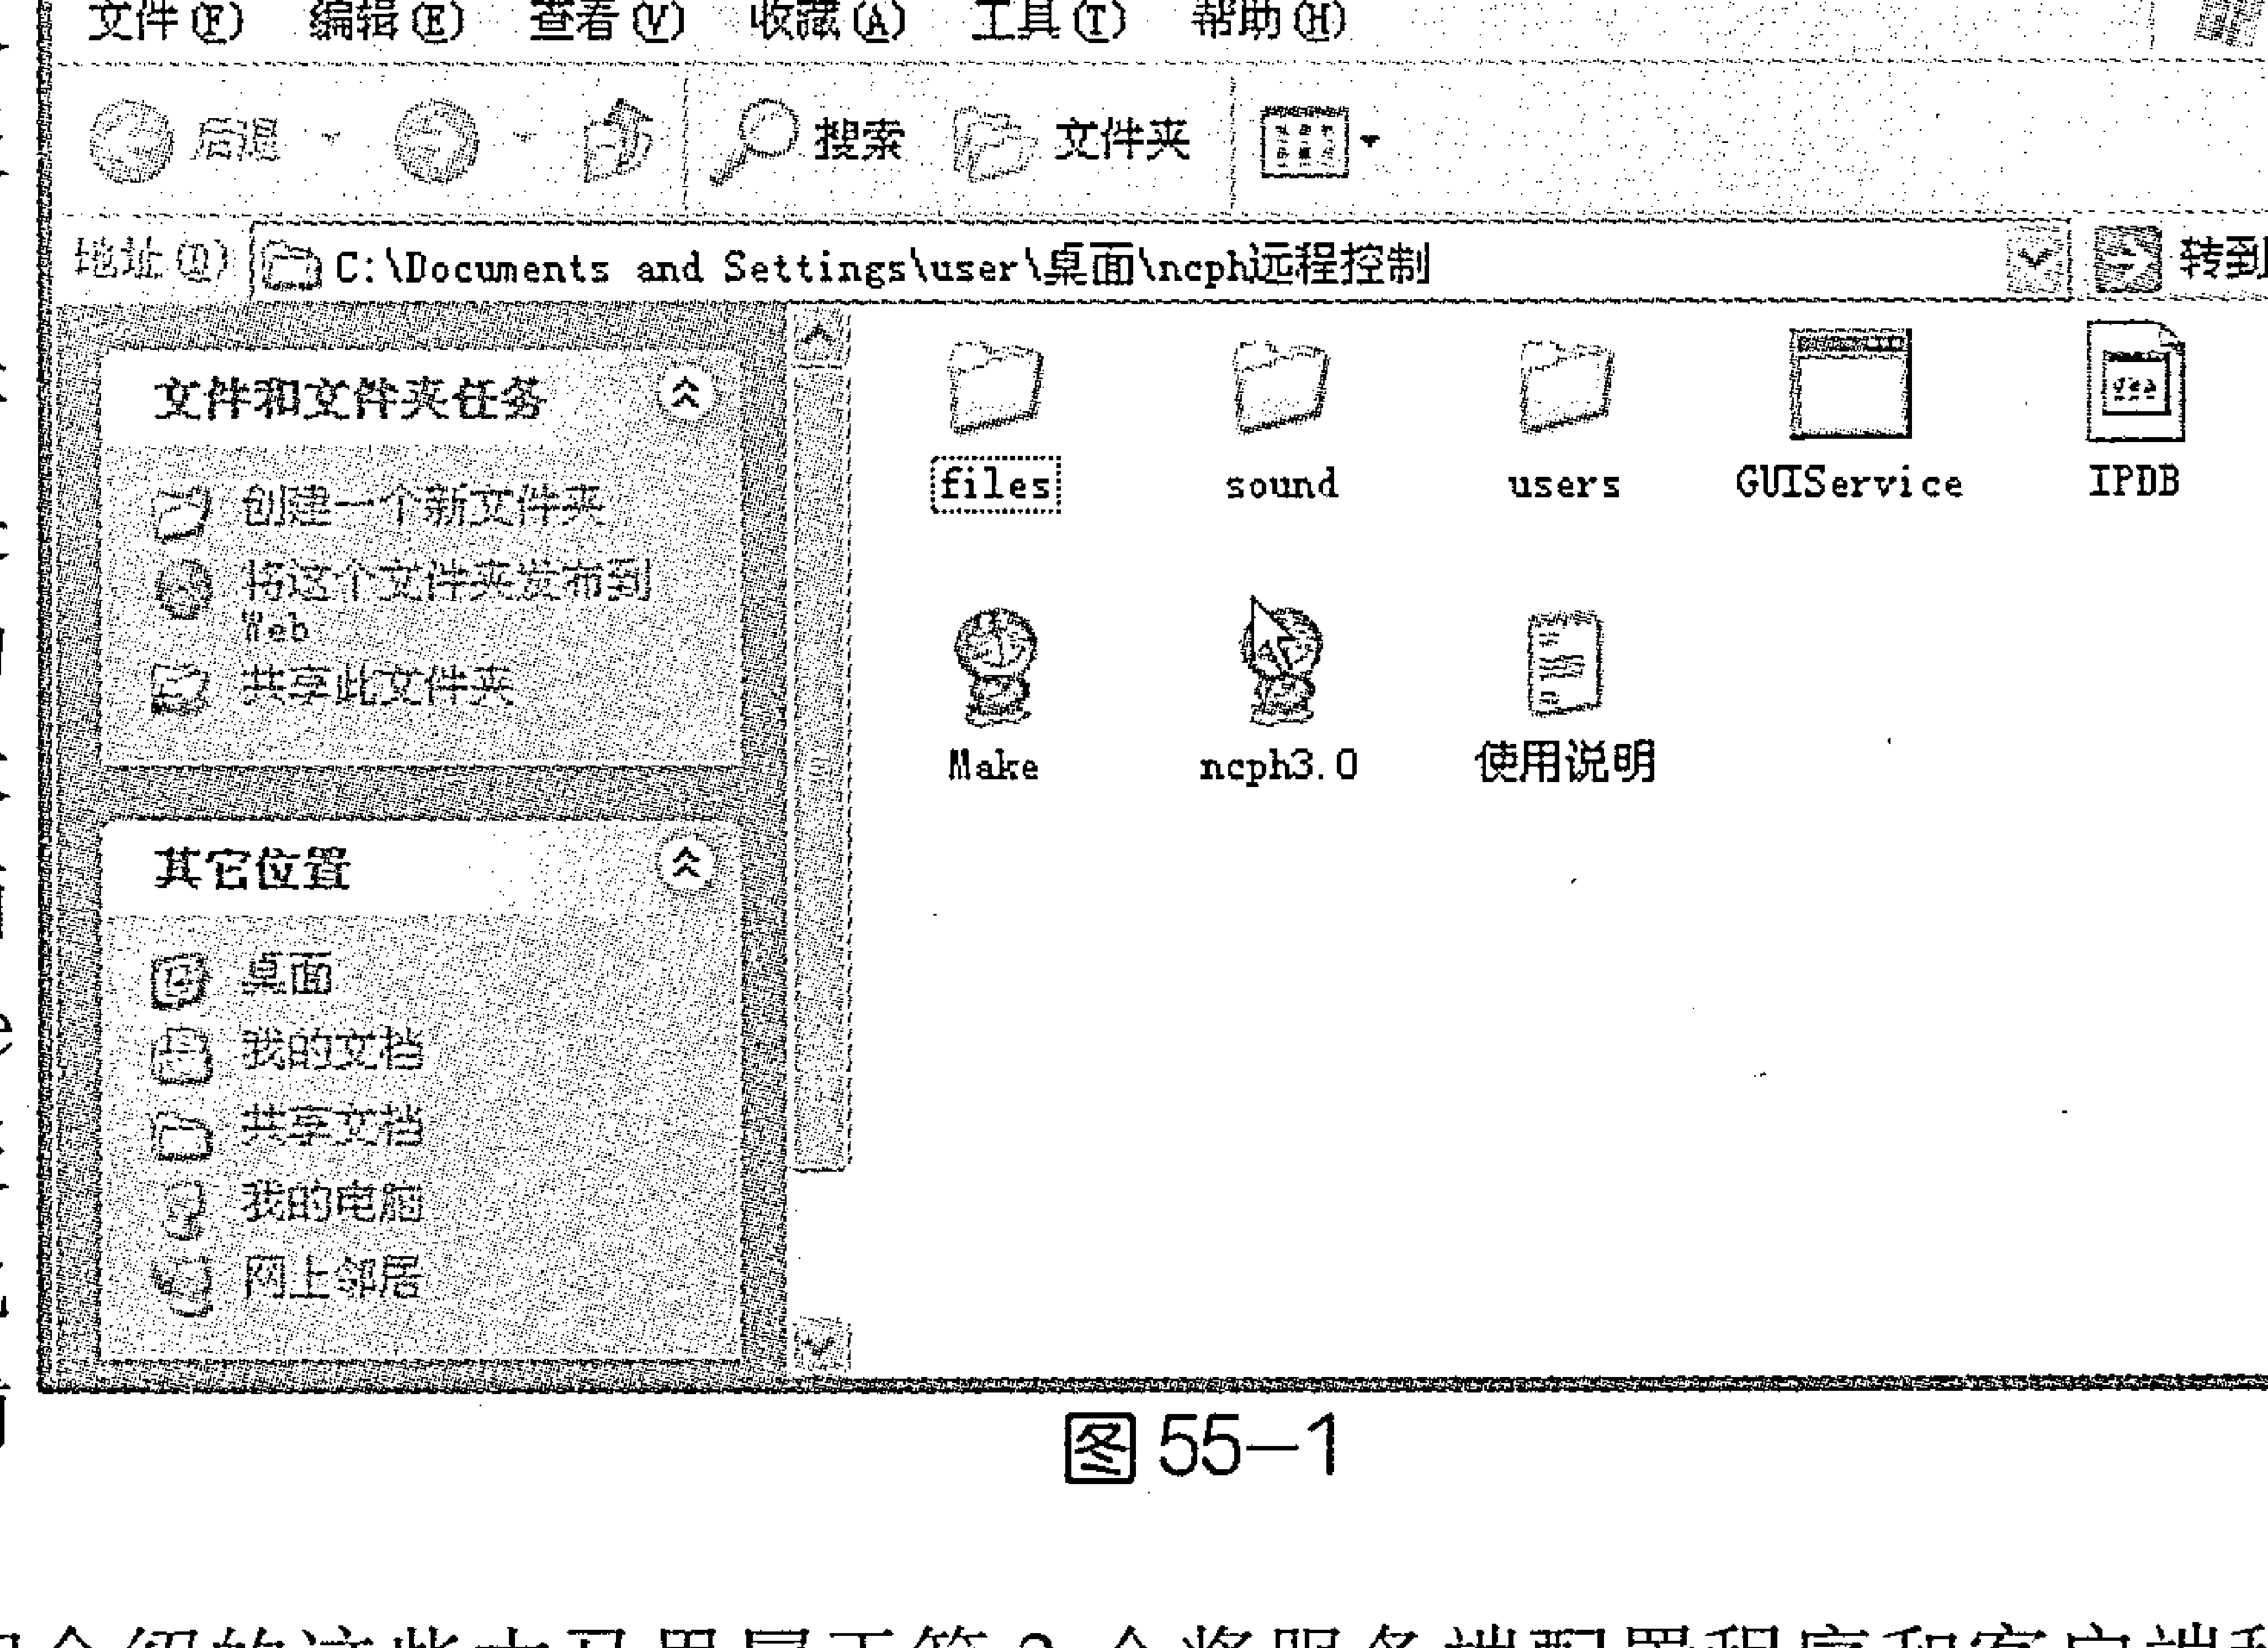 文件(F) 编辑(E) 查看(V) 收藏(A) 工具(T) 帮助(H)
后退 搜索 文件夹
地址(D) C:\Documents and Settings\user\桌面\ncph远程控制 转到
文件和文件夹任务
创建一个新文件夹
将这个文件夹发布到
Web
共享此文件夹
其它位置
桌面
我的文档
共享文档
我的电脑
网上邻居
files sound users GUIService IPDB
Make ncph3.0 使用说明
图 55-1